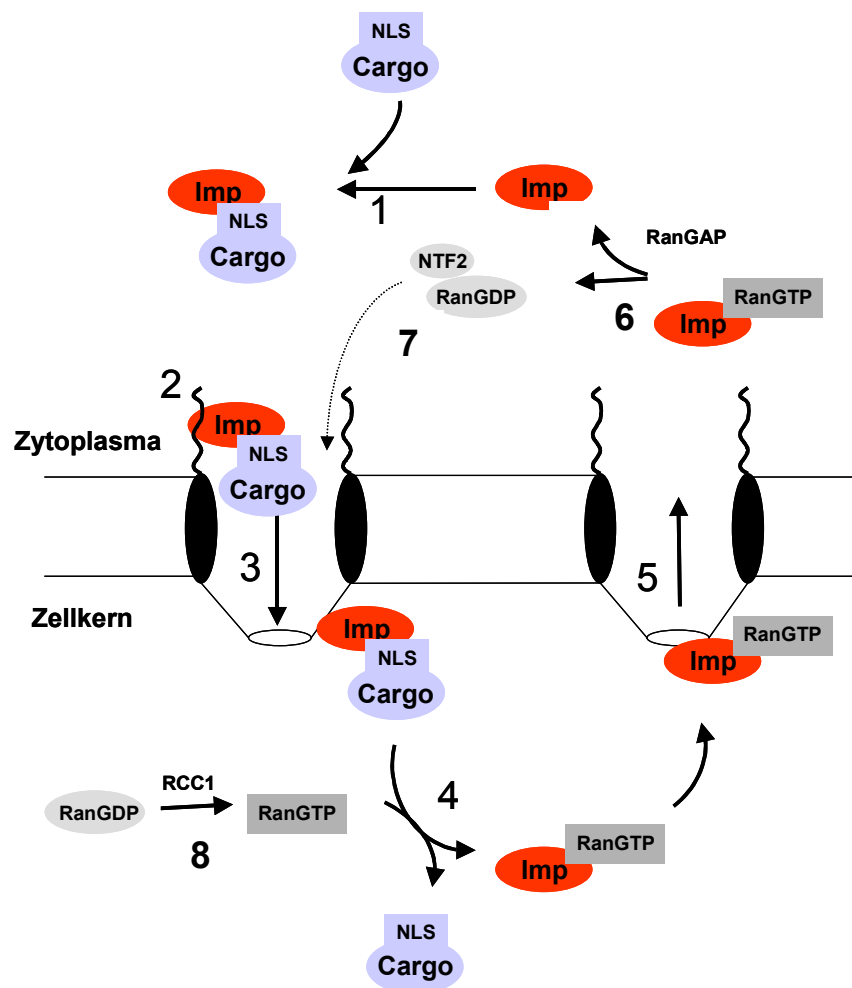 NLS
Cargo
Imp
NLS
Cargo
1
Imp
RanGAP
NTF2
RanGDP
7
6
RanGTP
Imp
2
Imp
NLS
Cargo
Zytoplasma
3
5
Zellkern
Imp
NLS
Cargo
RanGTP
Imp
RCC1
RanGDP
RanGTP
8
4
RanGTP
Imp
NLS
Cargo